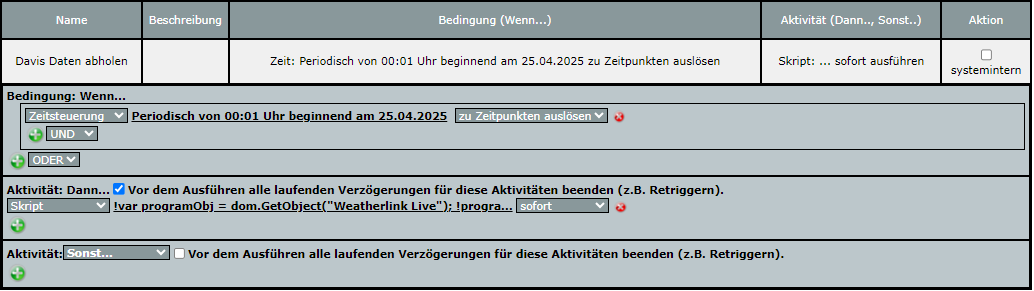 Name Beschreibung Bedingung (Wenn...) Aktivität (Dann.., Sonst..) Aktion
Davis Daten abholen Zeit: Periodisch von 00:01 Uhr beginnend am 25.04.2025 zu Zeitpunkten auslösen Skript: ... sofort ausführen systemintern
Bedingung: Wenn...
Zeitsteuerung Periodisch von 00:01 Uhr beginnend am 25.04.2025 zu Zeitpunkten auslösen
UND
ODER
Aktivität: Dann... Vor dem Ausführen alle laufenden Verzögerungen für diese Aktivitäten beenden (z.B. Retriggern).
Skript !var programObj = dom.GetObject("Weatherlink Live"); !progra... sofort
Aktivität: Sonst... Vor dem Ausführen alle laufenden Verzögerungen für diese Aktivitäten beenden (z.B. Retriggern).